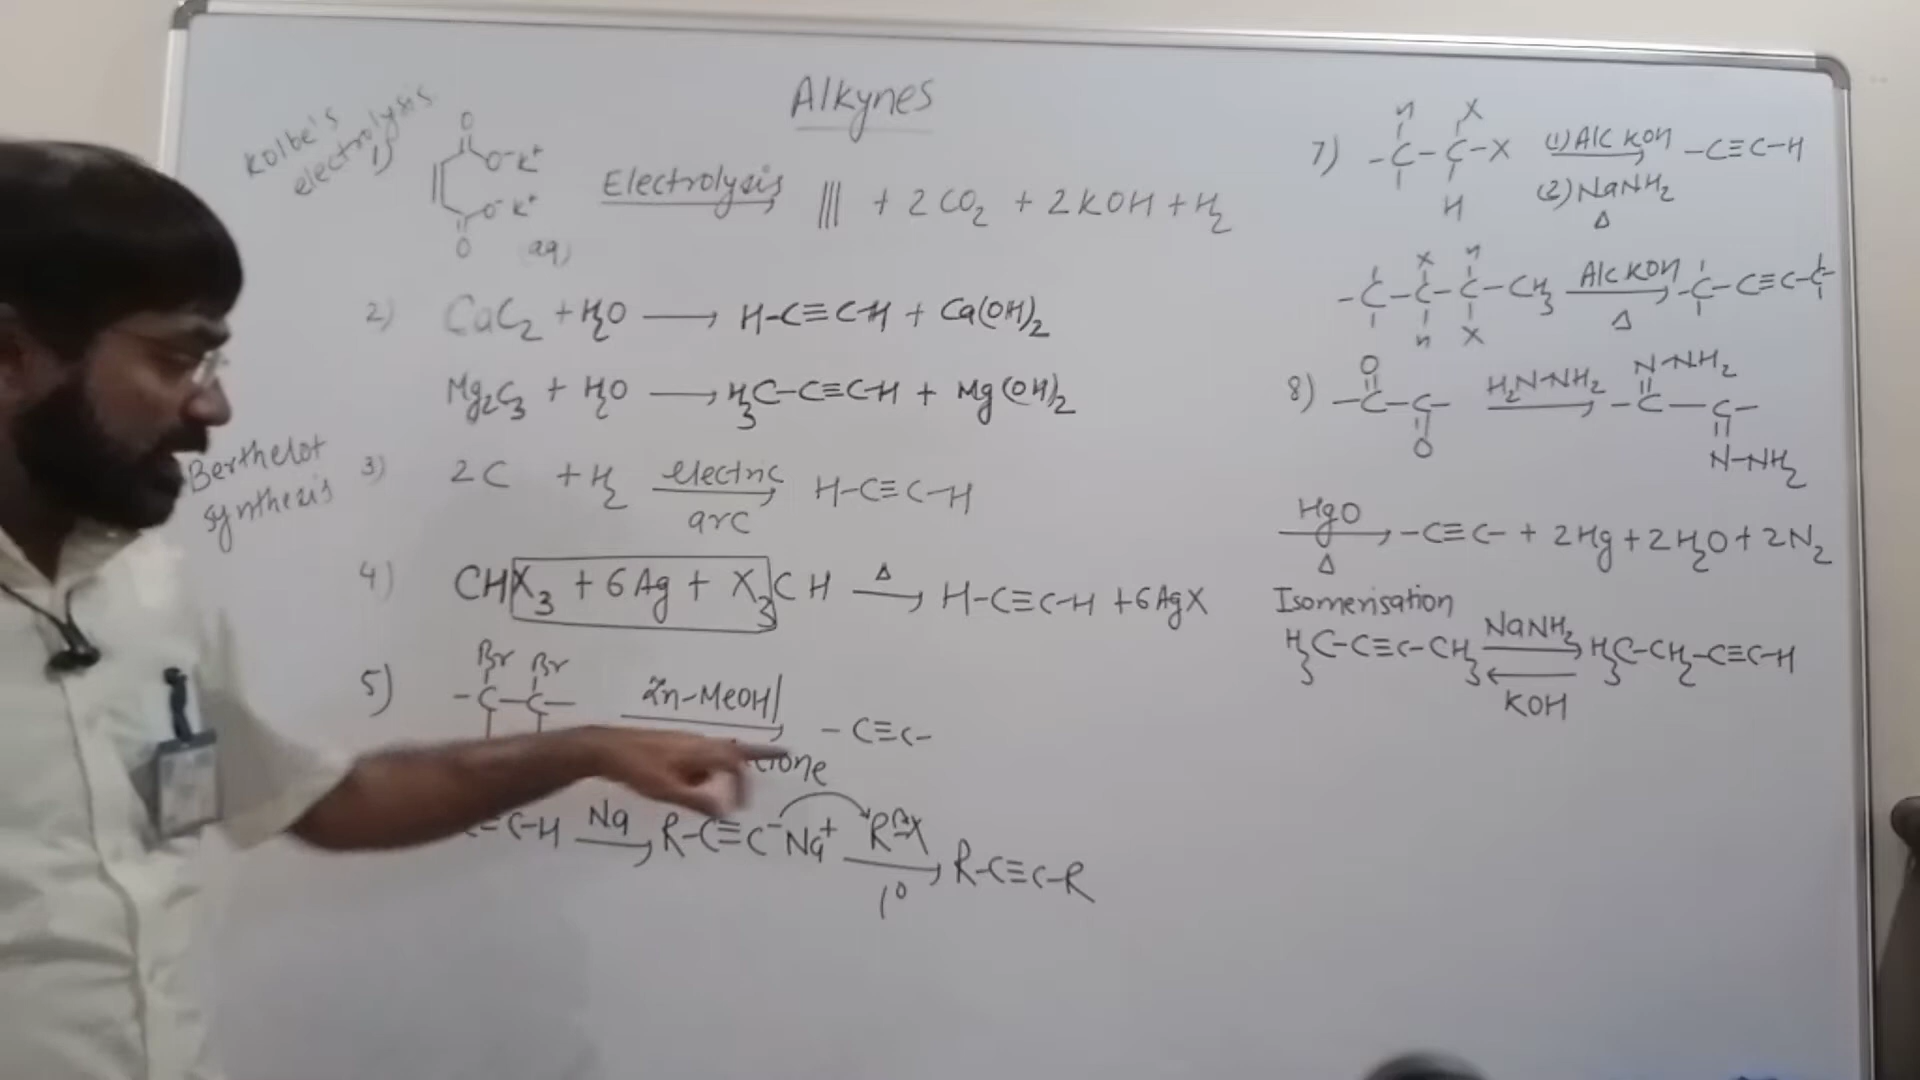 Alkynes
Kolbe's
electrolysis
1)
O
O⁻K⁺
O⁻K⁺
O
aq)
Electrolysis
||| + 2CO₂ + 2KOH + H₂
2) CaC₂ + H₂O ⟶ H-C≡C-H + Ca(OH)₂
Mg₂C₃ + H₂O ⟶ H₃C-C≡C-H + Mg(OH)₂
Berthelot
synthesis
3) 2C + H₂ electric ⟶ H-C≡C-H
arc
4) CHX₃ + 6Ag + X₃CH Δ⟶ H-C≡C-H + 6AgX
Br Br
5) -C-C- Zn-MeOH/ ⟶ -C≡C-
tone
≡C-H Na⟶ R-C≡C⁻Na⁺ R-X⟶ R-C≡C-R
1°
H X
7) -C-C-X (1)Alc KOH ⟶ -C≡C-H
(2)NaNH₂
H Δ
X H
-C-C-C-CH₃ Alc KOH ⟶ -C-C≡C-C-
H X Δ
O N-NH₂
8) -C-C- H₂N-NH₂ ⟶ -C-C-
O N-NH₂
HgO ⟶ -C≡C- + 2Hg + 2H₂O + 2N₂
Δ
Isomerisation
H₃C-C≡C-CH₃ NaNH₂ ⇌ H₃C-CH₂-C≡C-H
KOH